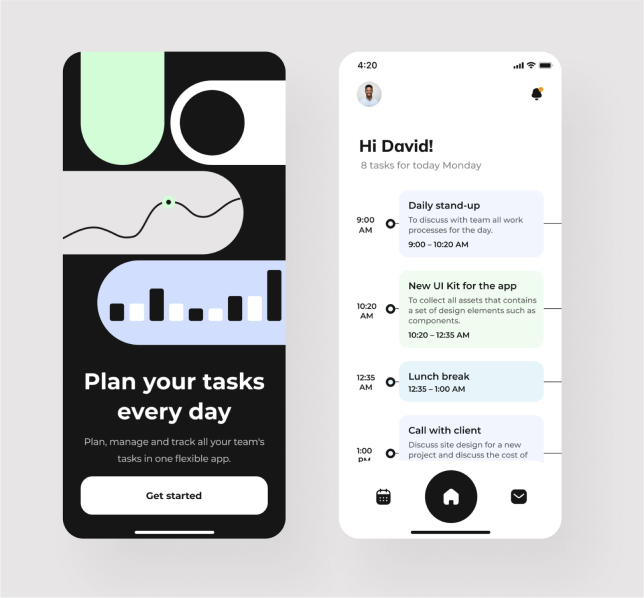 Plan your tasks
every day
Plan, manage and track all your team's
tasks in one flexible app.
Get started
4:20
Hi David!
8 tasks for today Monday
9:00
AM
Daily stand-up
To discuss with team all work
processes for the day.
9:00 – 10:20 AM
10:20
AM
New UI Kit for the app
To collect all assets that contains
a set of design elements such as
components.
10:20 – 12:35 AM
12:35
AM
Lunch break
12:35 – 1:00 AM
1:00
PM
Call with client
Discuss site design for a new
project and discuss the cost of